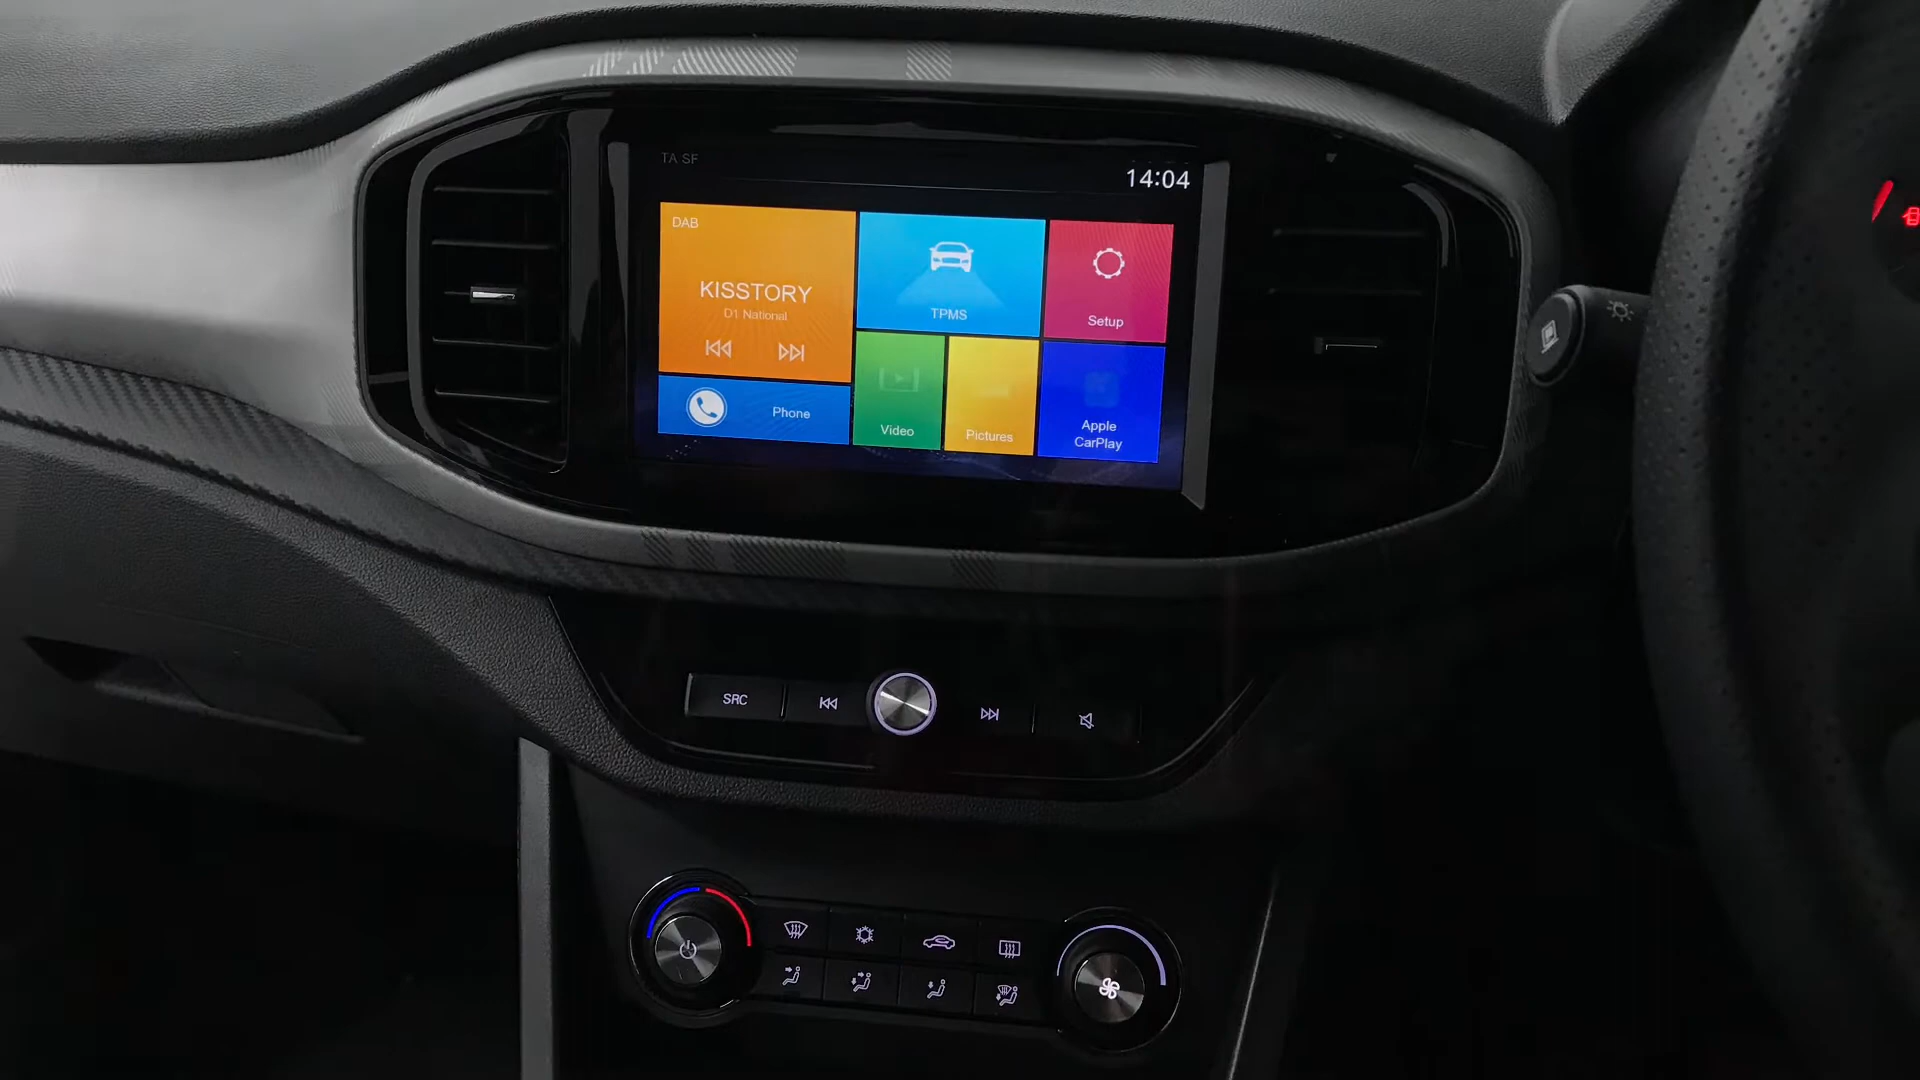 TA SF
14:04
DAB
KISSTORY
D1 National
TPMS
Setup
Phone
Video
Pictures
Apple
CarPlay
SRC